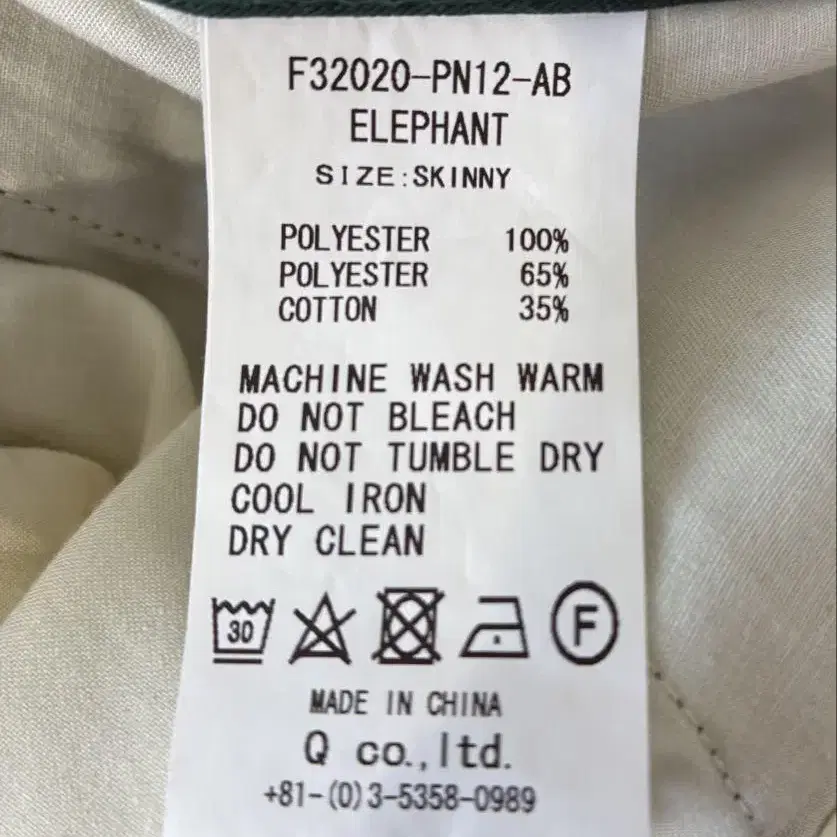 F32020-PN12-AB
ELEPHANT
SIZE:SKINNY
POLYESTER 100%
POLYESTER 65%
COTTON 35%
MACHINE WASH WARM
DO NOT BLEACH
DO NOT TUMBLE DRY
COOL IRON
DRY CLEAN
30 F
MADE IN CHINA
Q co.,ltd.
+81-(0)3-5358-0989